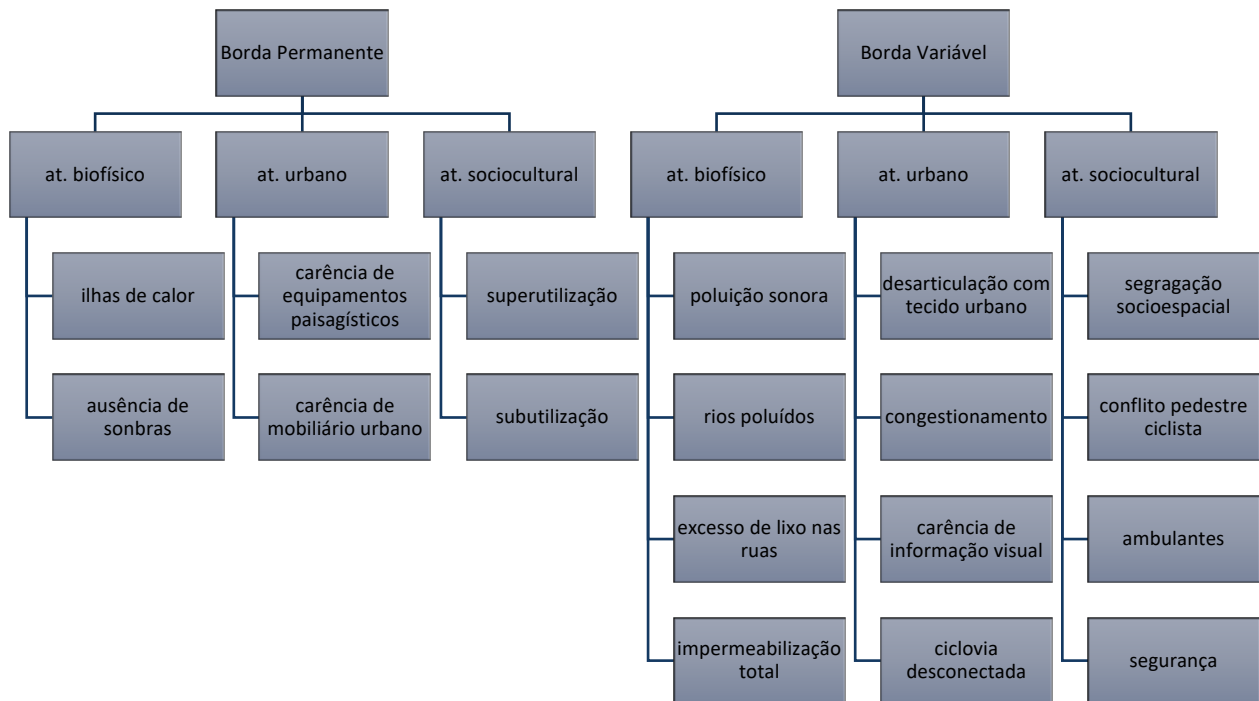 Borda Permanente
at. biofísico
ilhas de calor
ausência de
sonbras
at. urbano
carência de
equipamentos
paisagísticos
carência de
mobiliário urbano
at. sociocultural
superutilização
subutilização
Borda Variável
at. biofísico
poluição sonora
rios poluídos
excesso de lixo nas
ruas
impermeabilização
total
at. urbano
desarticulação com
tecido urbano
congestionamento
carência de
informação visual
ciclovia
desconectada
at. sociocultural
segragação
socioespacial
conflito pedestre
ciclista
ambulantes
segurança